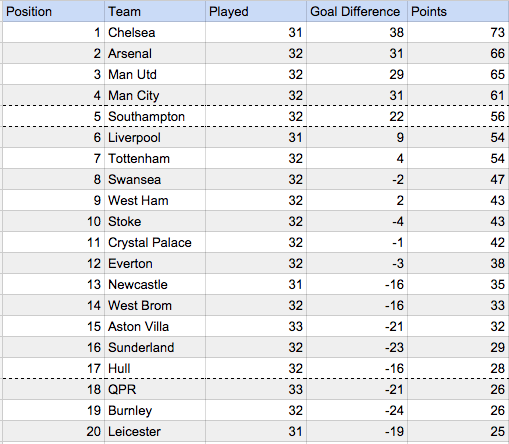 Position Team Played Goal Difference Points
1 Chelsea 31 38 73
2 Arsenal 32 31 66
3 Man Utd 32 29 65
4 Man City 32 31 61
5 Southampton 32 22 56
6 Liverpool 31 9 54
7 Tottenham 32 4 54
8 Swansea 32 -2 47
9 West Ham 32 2 43
10 Stoke 32 -4 43
11 Crystal Palace 32 -1 42
12 Everton 32 -3 38
13 Newcastle 31 -16 35
14 West Brom 32 -16 33
15 Aston Villa 33 -21 32
16 Sunderland 32 -23 29
17 Hull 32 -16 28
18 QPR 33 -21 26
19 Burnley 32 -24 26
20 Leicester 31 -19 25